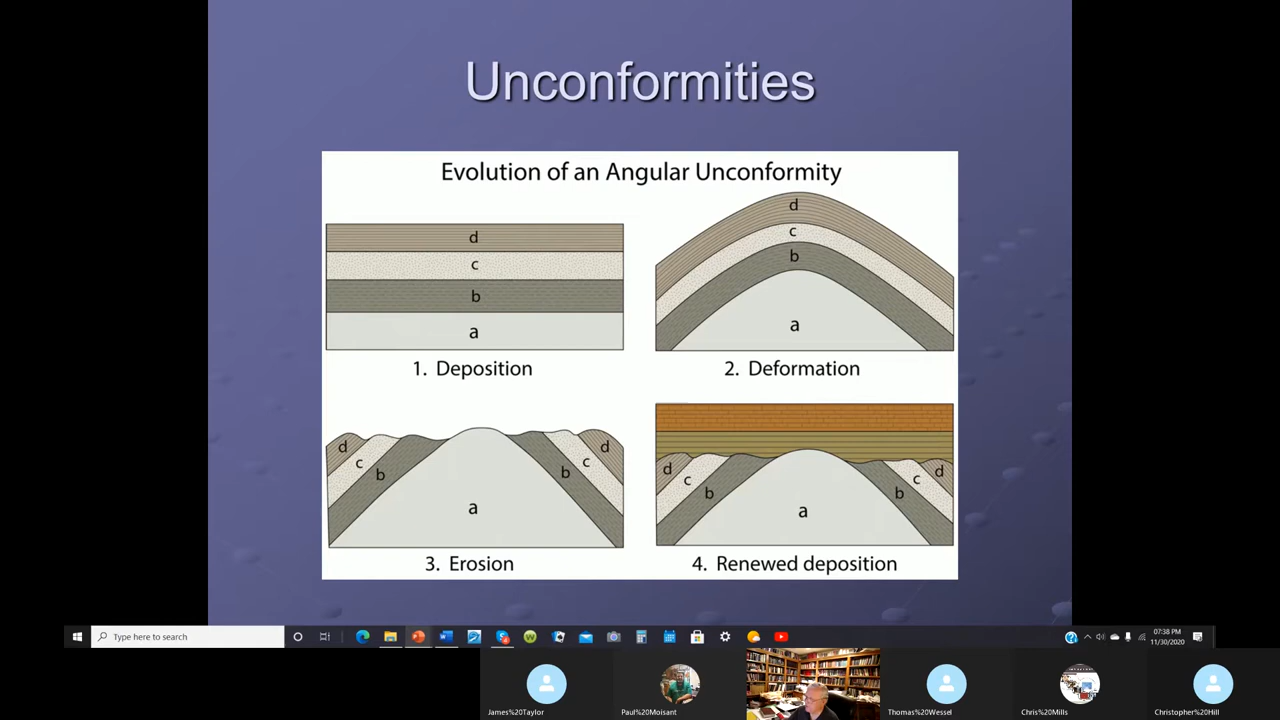 Unconformities
Evolution of an Angular Unconformity
d
c
b
a
1. Deposition
d
c
b
a
2. Deformation
d
c
b
a
b
c
d
3. Erosion
d
c
b
a
b
c
d
4. Renewed deposition
Type here to search
07:38 PM
11/30/2020
James%20Taylor
Paul%20Moisant
Thomas%20Wessel
Chris%20Mills
Christopher%20Hill